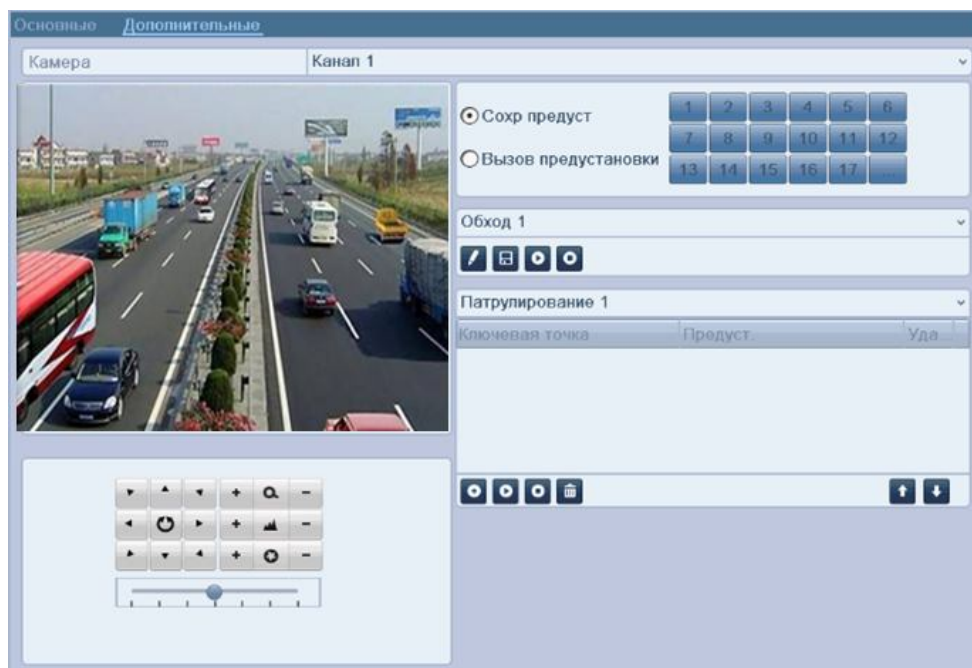 Основные Дополнительные
Камера Канал 1
Сохр предуст
Вызов предустановки
1 2 3 4 5 6
7 8 9 10 11 12
13 14 15 16 17 ...
Обход 1
Патрулирование 1
Ключевая точка Предуст. Уда...